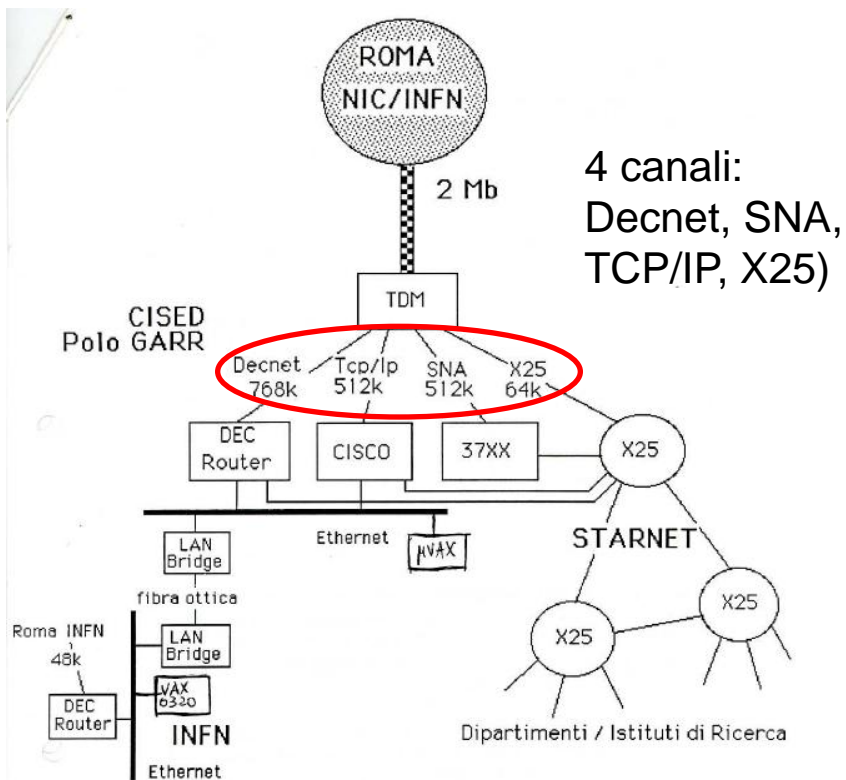 ROMA
NIC/INFN
2 Mb
4 canali:
Decnet, SNA,
TCP/IP, X25)
TDM
CISED
Polo GARR
Decnet
768k
Tcp/Ip
512k
SNA
512k
X25
64k
DEC
Router
CISCO
37XX
X25
Ethernet
μVAX
STARNET
LAN
Bridge
fibra ottica
LAN
Bridge
Roma INFN
48k
VAX
6320
DEC
Router
INFN
Ethernet
X25
X25
Dipartimenti / Istituti di Ricerca